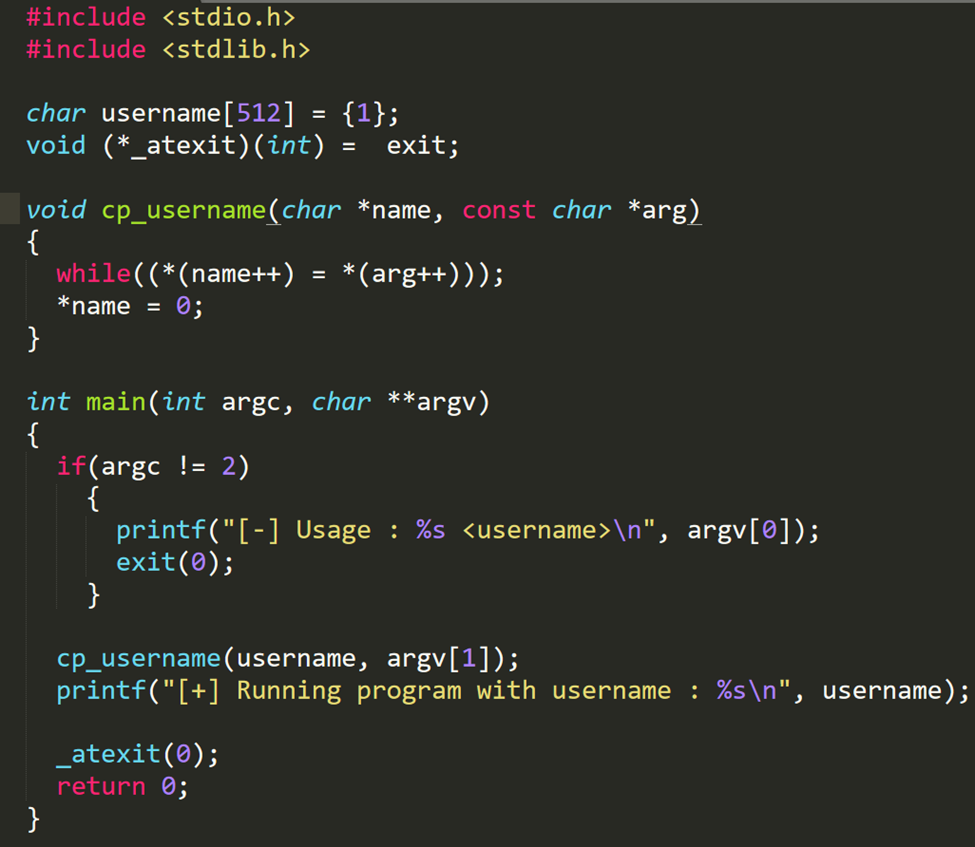 #include <stdio.h>
#include <stdlib.h>
char username[512] = {1};
void (*_atexit)(int) =  exit;
void cp_username(char *name, const char *arg)
{
while((*(name++) = *(arg++)));
*name = 0;
}
int main(int argc, char **argv)
{
if(argc != 2)
{
printf("[-] Usage : %s <username>\n", argv[0]);
exit(0);
}
cp_username(username, argv[1]);
printf("[+] Running program with username : %s\n", username);
_atexit(0);
return 0;
}